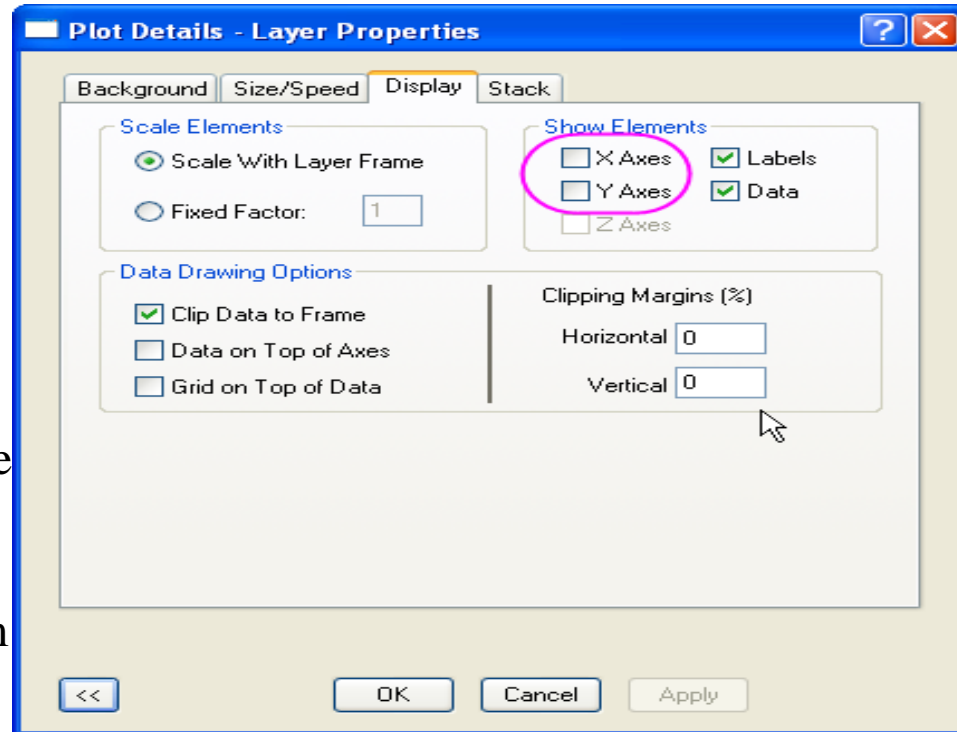 Plot Details - Layer Properties
Background Size/Speed Display Stack
Scale Elements
Scale With Layer Frame
Fixed Factor: 1
Show Elements
X Axes Labels
Y Axes Data
Z Axes
Data Drawing Options
Clip Data to Frame
Data on Top of Axes
Grid on Top of Data
Clipping Margins (%)
Horizontal 0
Vertical 0
e
n
<< OK Cancel Apply